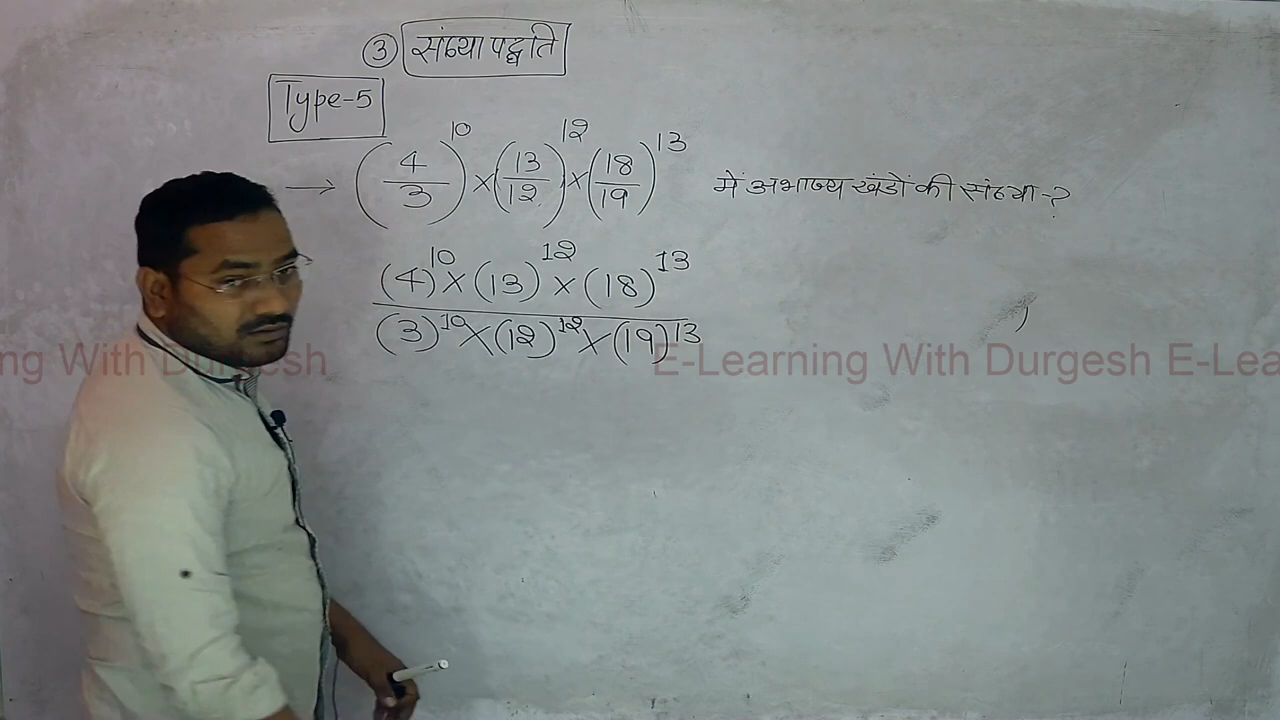 ③ संख्या पद्धति
Type-5
→ (4/3)^10 × (13/12)^12 × (18/19)^13 में अभाज्य खंडों की संख्या-?
(4)^10 × (13)^12 × (18)^13
(3)^10 × (12)^12 × (19)^13
ng With Durgesh E-Learning With Durgesh E-Lea